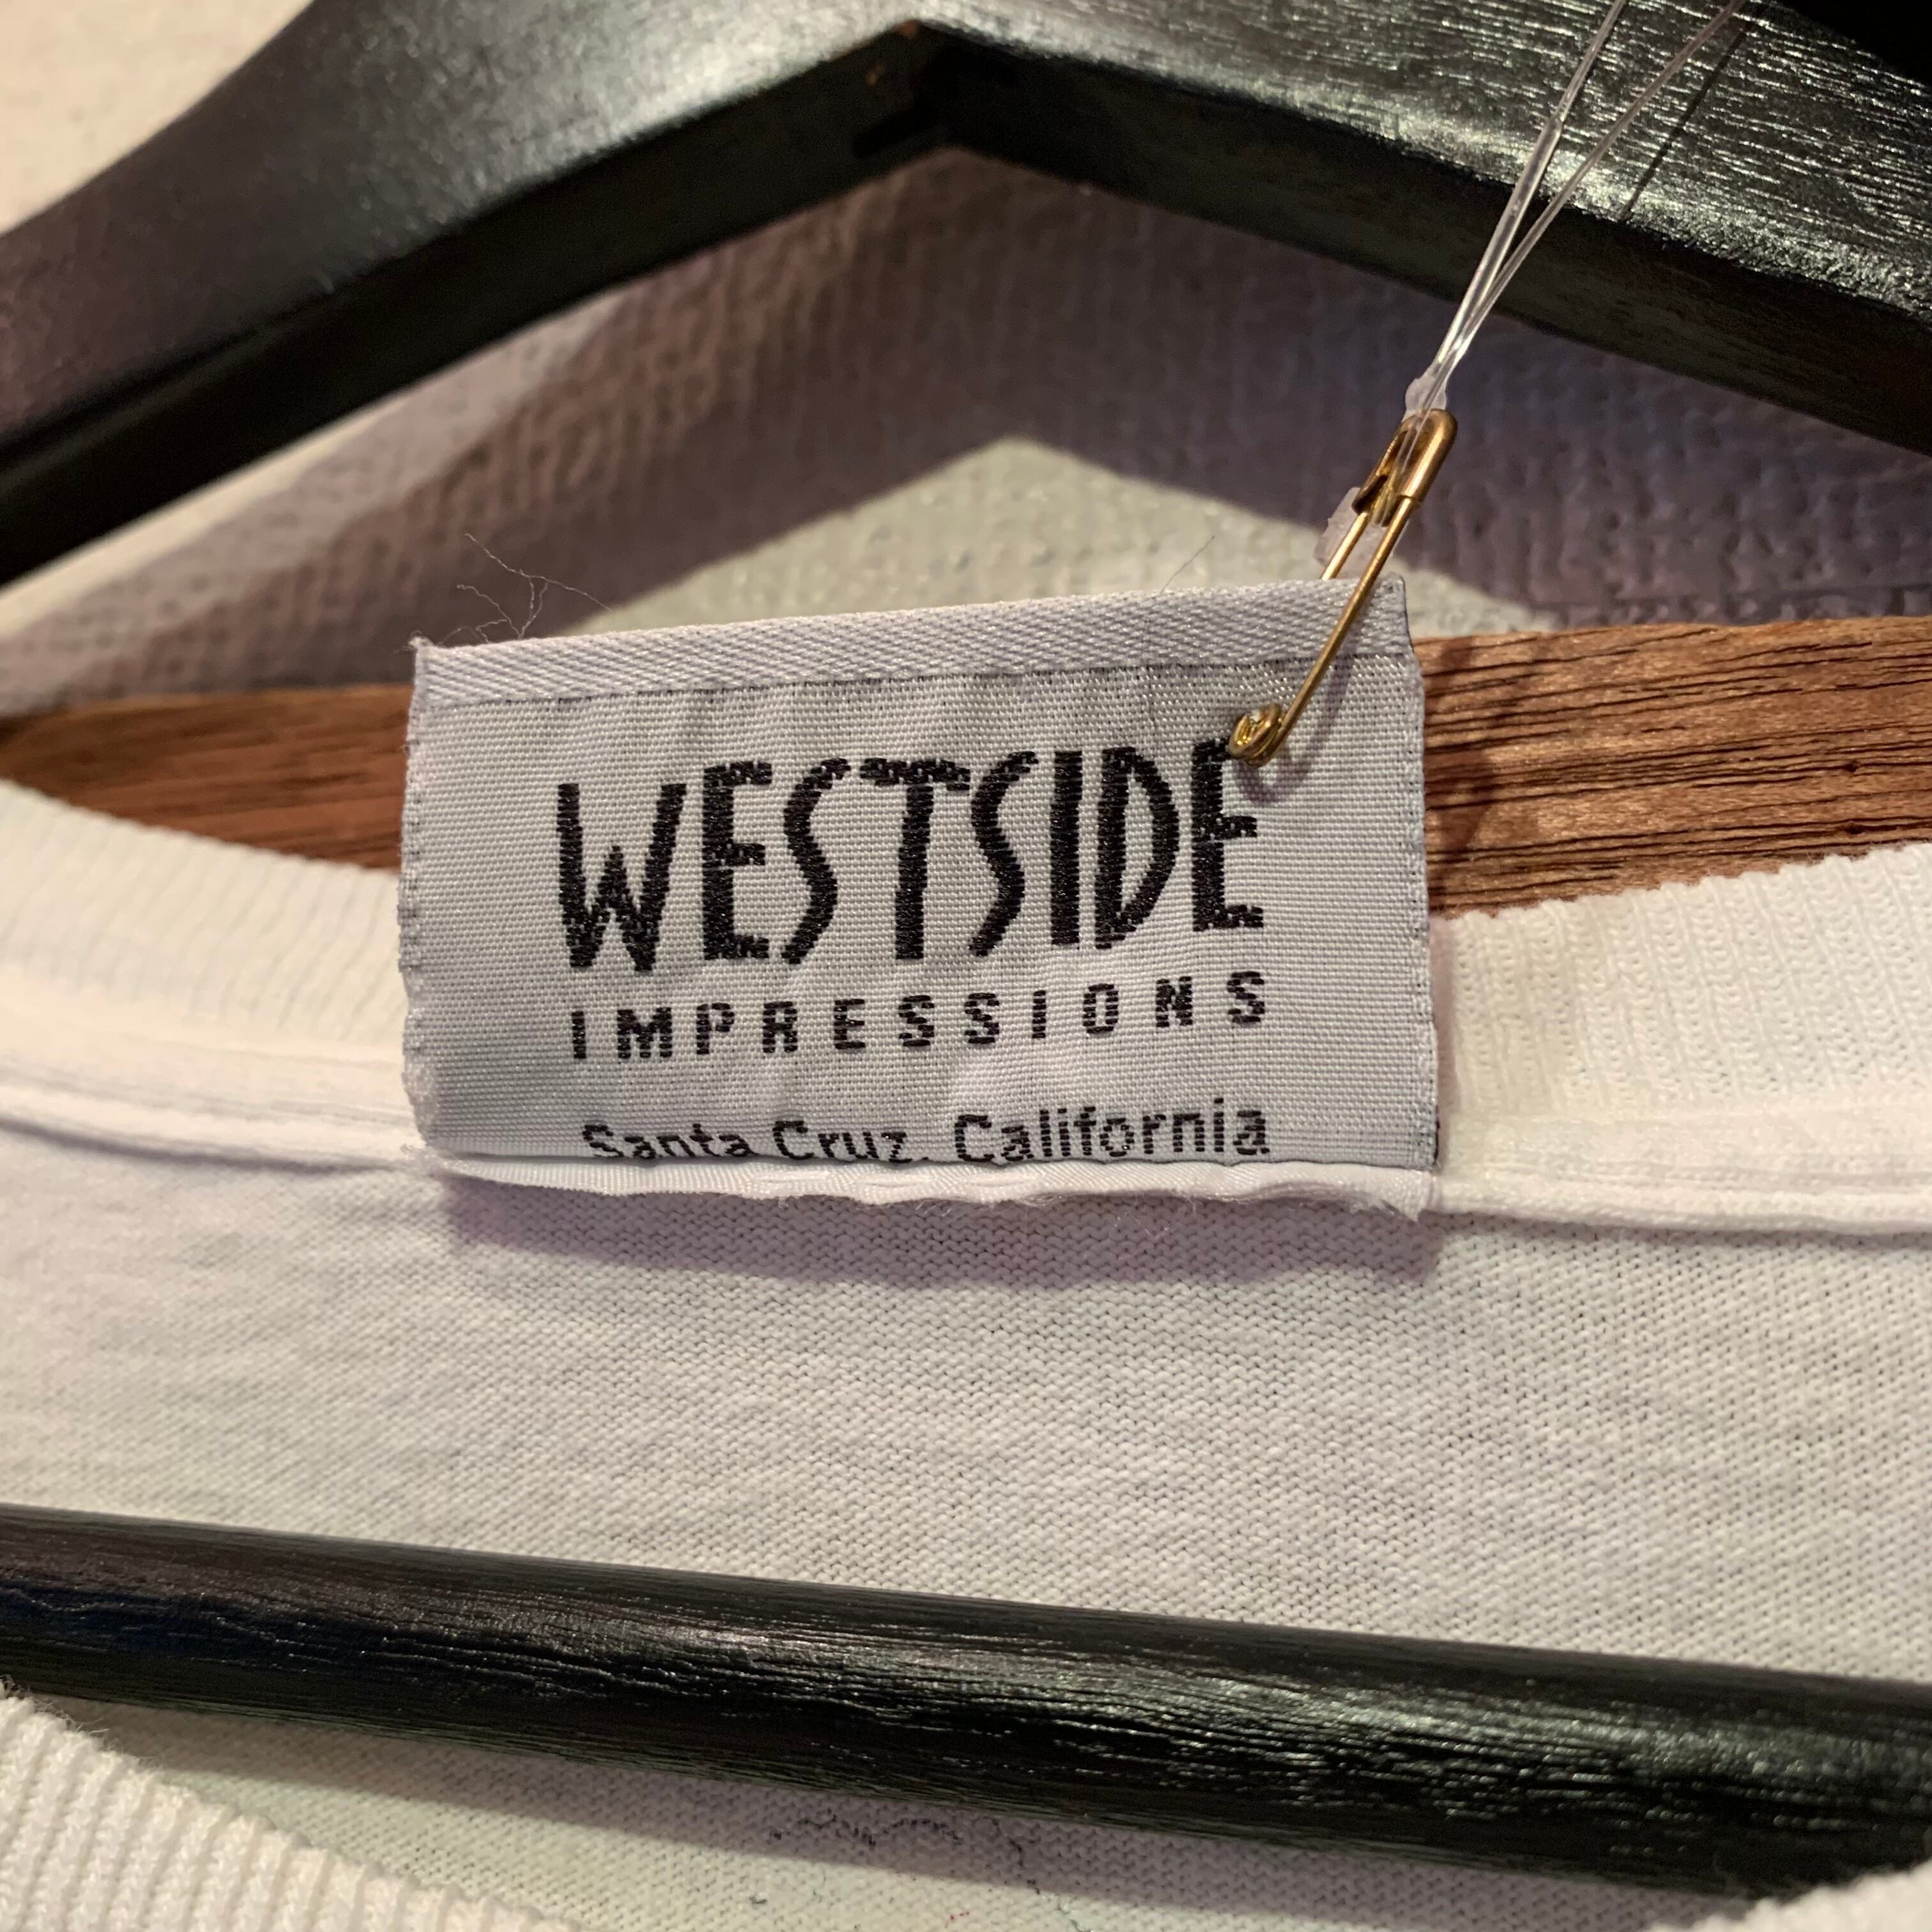 WESTSIDE
IMPRESSIONS
Santa Cruz, California